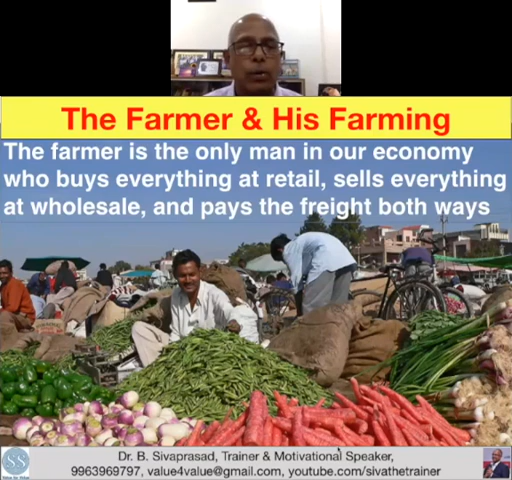 The Farmer & His Farming
The farmer is the only man in our economy
who buys everything at retail, sells everything
at wholesale, and pays the freight both ways
Dr. B. Sivaprasad, Trainer & Motivational Speaker,
9963969797, value4value@gmail.com, youtube.com/sivathetrainer
SS